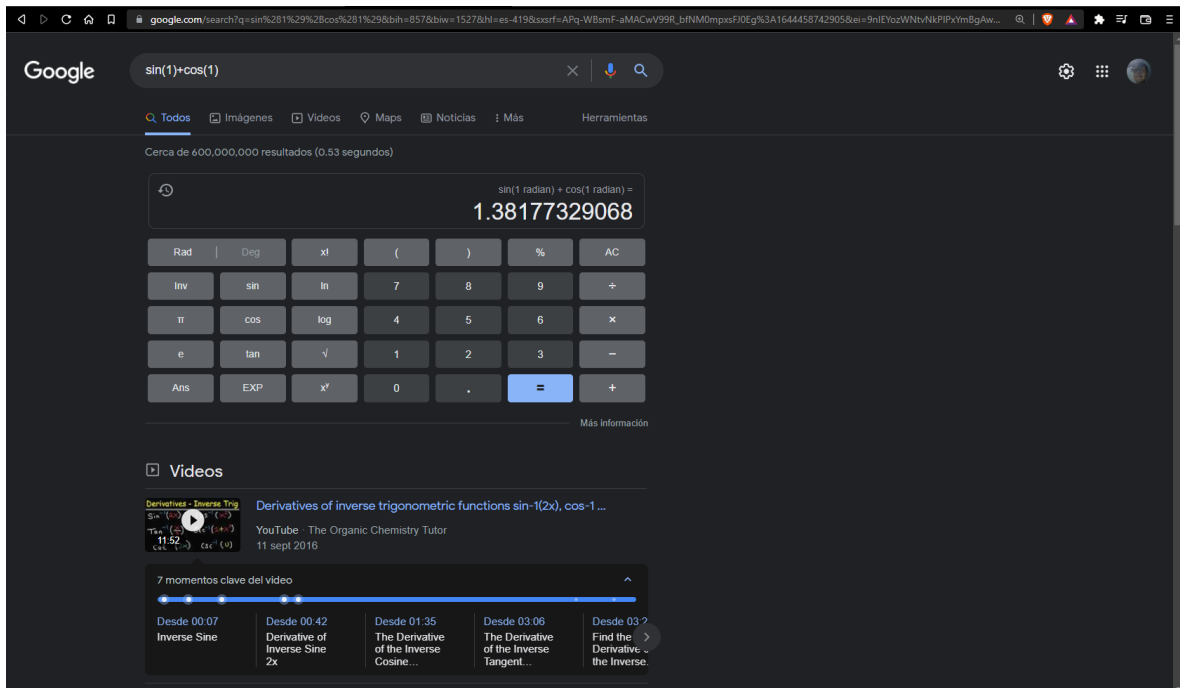 google.com/search?q=sin%281%29%2Bcos%281%29&bih=857&biw=1527&hl=es-419&sxsrf=APq-WBsmF-aMACwV99R_bfNM0mpxsFJ0Eg%3A1644458742905&ei=9nIEYozWNtvNkPIPxYmBgAw...
Google
sin(1)+cos(1)
Todos Imágenes Videos Maps Noticias Más Herramientas
Cerca de 600,000,000 resultados (0.53 segundos)
sin(1 radian) + cos(1 radian) =
1.38177329068
Rad | Deg x! ( ) % AC
Inv sin ln 7 8 9 ÷
π cos log 4 5 6 ×
e tan √ 1 2 3 −
Ans EXP xʸ 0 . = +
Más información
Videos
Derivatives - Inverse Trig
11:52
Derivatives of inverse trigonometric functions sin-1(2x), cos-1 ...
YouTube · The Organic Chemistry Tutor
11 sept 2016
7 momentos clave del video
Desde 00:07
Inverse Sine
Desde 00:42
Derivative of
Inverse Sine
2x
Desde 01:35
The Derivative
of the Inverse
Cosine...
Desde 03:06
The Derivative
of the Inverse
Tangent...
Desde 03:2
Find the
Derivative
the Inverse.